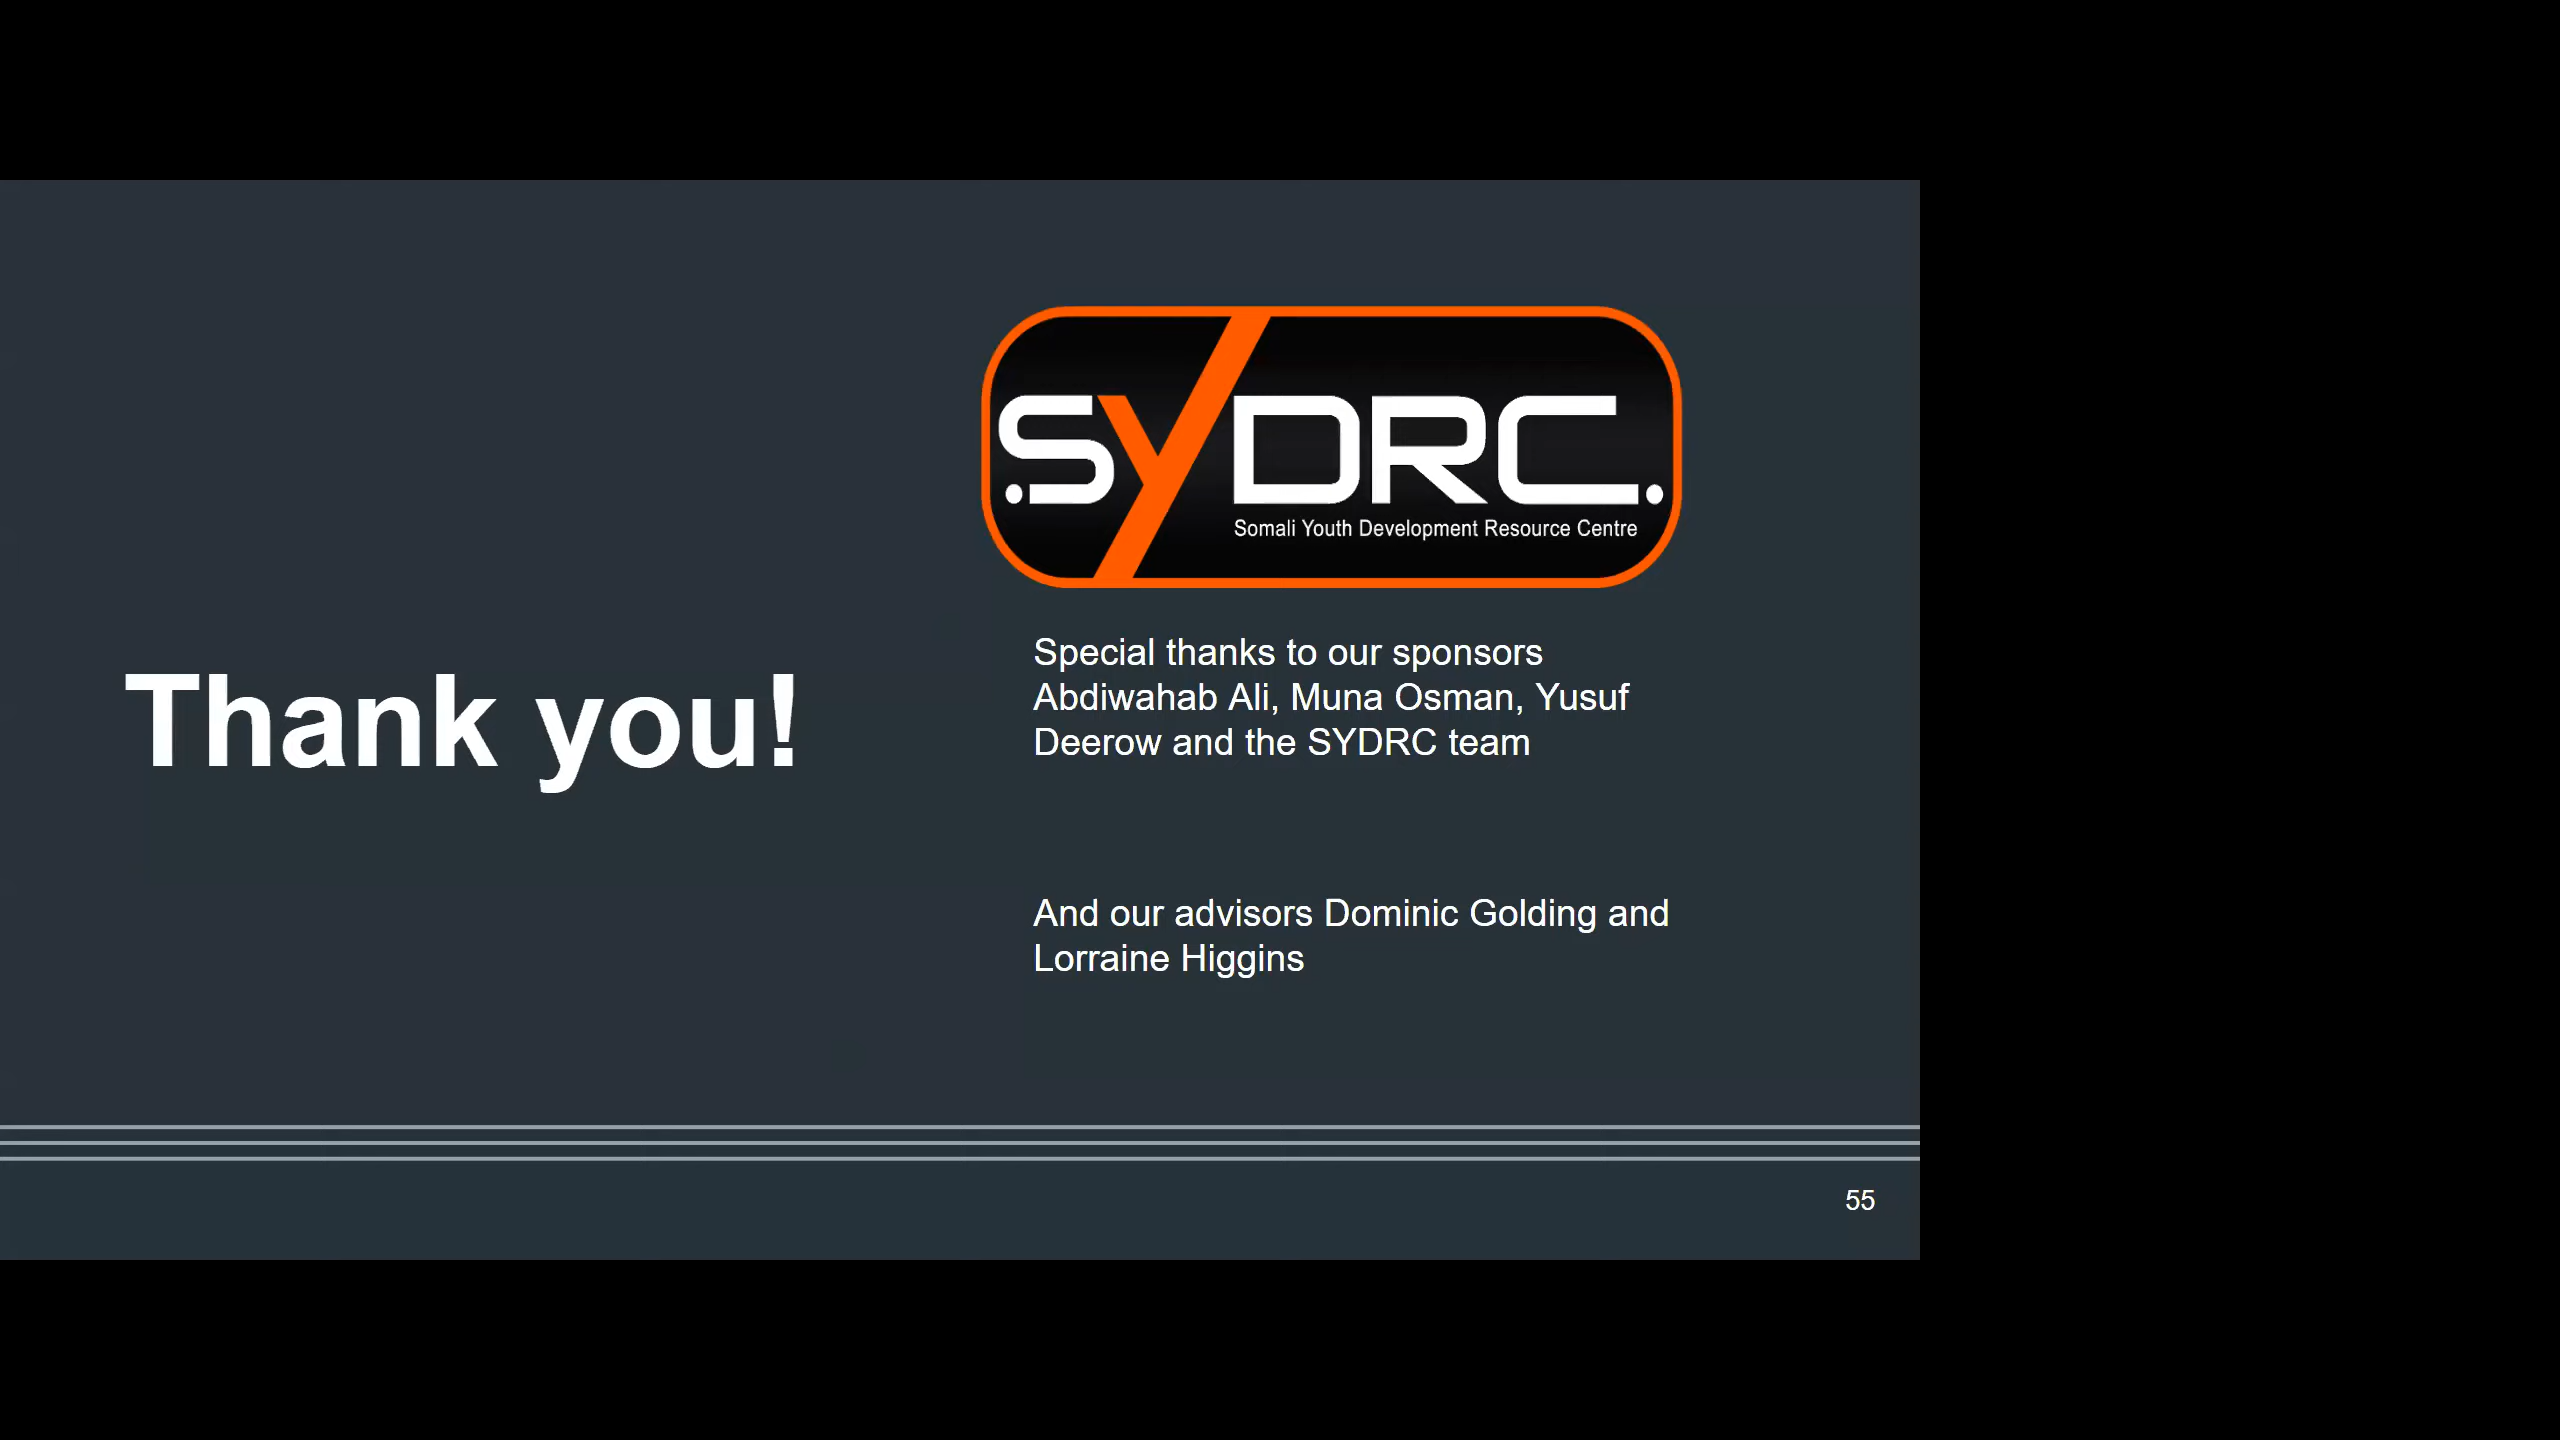 Thank you!
.SYDRC.
Somali Youth Development Resource Centre
Special thanks to our sponsors
Abdiwahab Ali, Muna Osman, Yusuf
Deerow and the SYDRC team
And our advisors Dominic Golding and
Lorraine Higgins
55